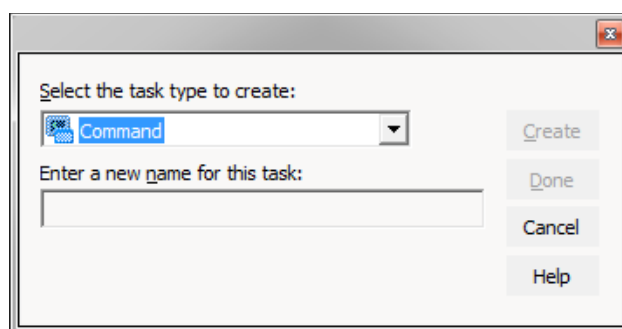 Select the task type to create:
Command
Create
Enter a new name for this task:
Done
Cancel
Help